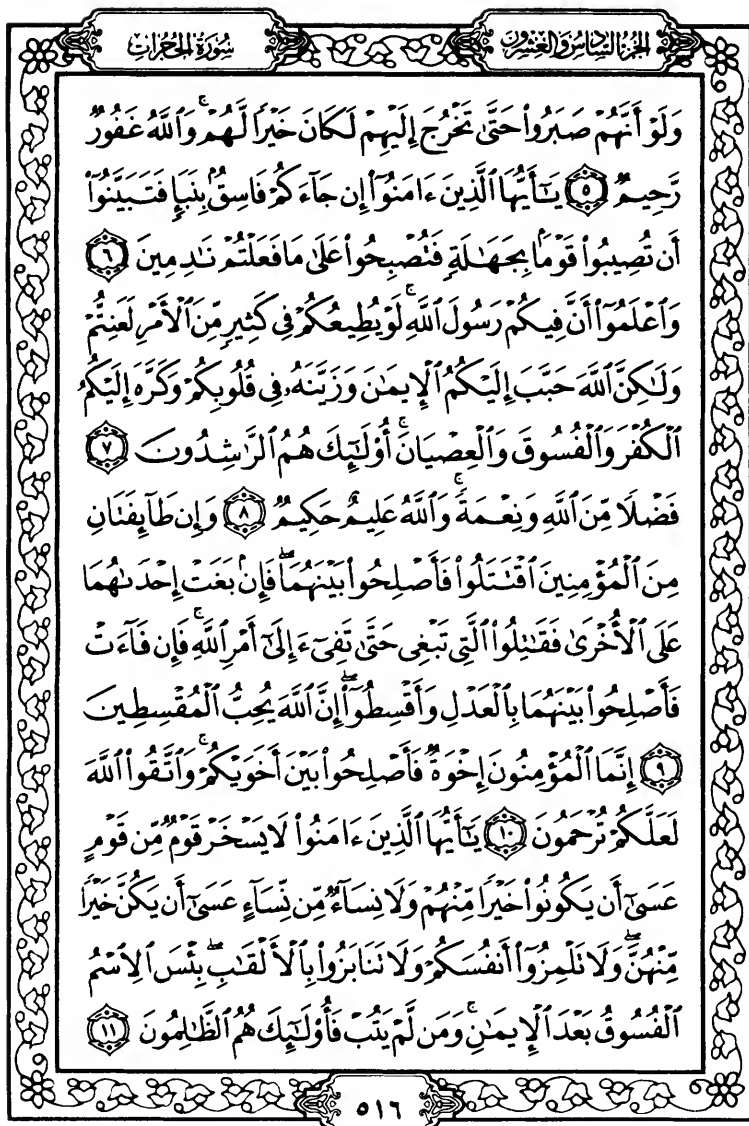 الجزء السادس والعشرون
سُورَةُ الحُجُرَاتِ
وَلَوْ أَنَّهُمْ صَبَرُواْ حَتَّىٰ تَخْرُجَ إِلَيْهِمْ لَكَانَ خَيْرٗا لَّهُمْۚ وَٱللَّهُ غَفُورٞ
رَّحِيمٞ ٥ يَٰٓأَيُّهَا ٱلَّذِينَ ءَامَنُوٓاْ إِن جَآءَكُمْ فَاسِقُۢ بِنَبَإٖ فَتَبَيَّنُوٓاْ
أَن تُصِيبُواْ قَوْمَۢا بِجَهَٰلَةٖ فَتُصْبِحُواْ عَلَىٰ مَا فَعَلْتُمْ نَٰدِمِينَ ٦
وَٱعْلَمُوٓاْ أَنَّ فِيكُمْ رَسُولَ ٱللَّهِۚ لَوْ يُطِيعُكُمْ فِي كَثِيرٖ مِّنَ ٱلْأَمْرِ لَعَنِتُّمْ
وَلَٰكِنَّ ٱللَّهَ حَبَّبَ إِلَيْكُمُ ٱلْإِيمَٰنَ وَزَيَّنَهُۥ فِي قُلُوبِكُمْ وَكَرَّهَ إِلَيْكُمُ
ٱلْكُفْرَ وَٱلْفُسُوقَ وَٱلْعِصْيَانَۚ أُوْلَٰٓئِكَ هُمُ ٱلرَّٰشِدُونَ ٧
فَضْلٗا مِّنَ ٱللَّهِ وَنِعْمَةٗۚ وَٱللَّهُ عَلِيمٌ حَكِيمٞ ٨ وَإِن طَآئِفَتَانِ
مِنَ ٱلْمُؤْمِنِينَ ٱقْتَتَلُواْ فَأَصْلِحُواْ بَيْنَهُمَاۖ فَإِنۢ بَغَتْ إِحْدَىٰهُمَا
عَلَى ٱلْأُخْرَىٰ فَقَٰتِلُواْ ٱلَّتِي تَبْغِي حَتَّىٰ تَفِيٓءَ إِلَىٰٓ أَمْرِ ٱللَّهِۚ فَإِن فَآءَتْ
فَأَصْلِحُواْ بَيْنَهُمَا بِٱلْعَدْلِ وَأَقْسِطُوٓاْۖ إِنَّ ٱللَّهَ يُحِبُّ ٱلْمُقْسِطِينَ
٩ إِنَّمَا ٱلْمُؤْمِنُونَ إِخْوَةٞ فَأَصْلِحُواْ بَيْنَ أَخَوَيْكُمْۚ وَٱتَّقُواْ ٱللَّهَ
لَعَلَّكُمْ تُرْحَمُونَ ١٠ يَٰٓأَيُّهَا ٱلَّذِينَ ءَامَنُواْ لَا يَسْخَرْ قَوْمٞ مِّن قَوْمٍ
عَسَىٰٓ أَن يَكُونُواْ خَيْرٗا مِّنْهُمْ وَلَا نِسَآءٞ مِّن نِّسَآءٍ عَسَىٰٓ أَن يَكُنَّ خَيْرٗا
مِّنْهُنَّۖ وَلَا تَلْمِزُوٓاْ أَنفُسَكُمْ وَلَا تَنَابَزُواْ بِٱلْأَلْقَٰبِۖ بِئْسَ ٱلِٱسْمُ
ٱلْفُسُوقُ بَعْدَ ٱلْإِيمَٰنِۚ وَمَن لَّمْ يَتُبْ فَأُوْلَٰٓئِكَ هُمُ ٱلظَّٰلِمُونَ ١١
٥١٦